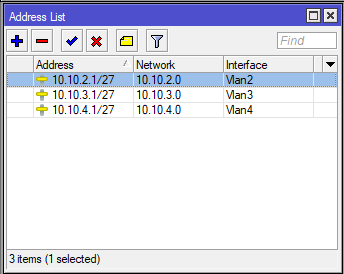 Address List
Find
Address Network Interface
10.10.2.1/27 10.10.2.0 Vlan2
10.10.3.1/27 10.10.3.0 Vlan3
10.10.4.1/27 10.10.4.0 Vlan4
3 items (1 selected)